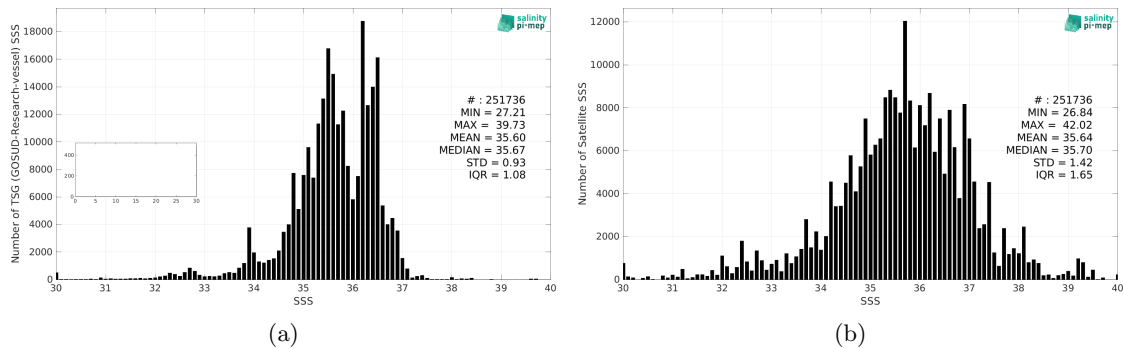 Number of TSG (GOSUD-Research-vessel) SSS
18000
16000
14000
12000
10000
8000
6000
4000
2000
0
30 31 32 33 34 35 36 37 38 39 40
SSS
400
200
0
0 5 10 15 20 25 30
salinity
pi-mep
# : 251736
MIN = 27.21
MAX = 39.73
MEAN = 35.60
MEDIAN = 35.67
STD = 0.93
IQR = 1.08
(a)
Number of Satellite SSS
12000
10000
8000
6000
4000
2000
0
30 31 32 33 34 35 36 37 38 39 40
SSS
salinity
pi-mep
# : 251736
MIN = 26.84
MAX = 42.02
MEAN = 35.64
MEDIAN = 35.70
STD = 1.42
IQR = 1.65
(b)